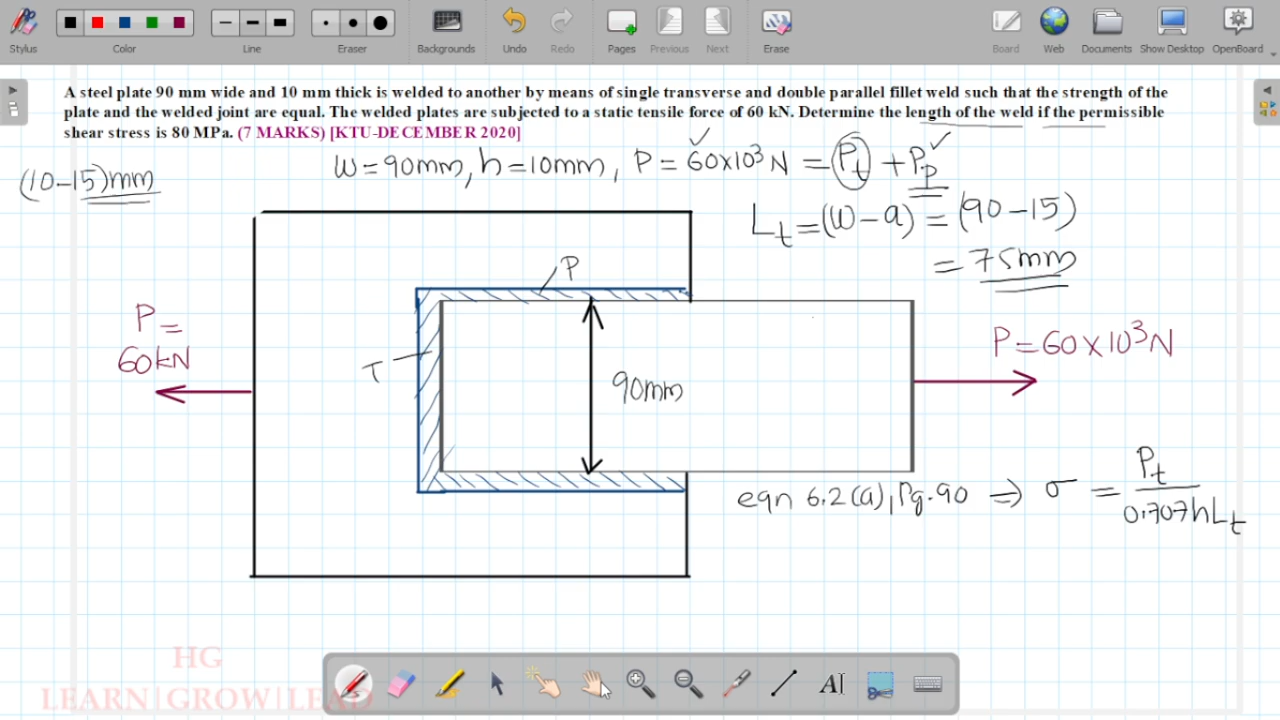 Stylus Color Line Eraser Backgrounds Undo Redo Pages Previous Next Erase Board Web Documents Show Desktop OpenBoard
A steel plate 90 mm wide and 10 mm thick is welded to another by means of single transverse and double parallel fillet weld such that the strength of the
plate and the welded joint are equal. The welded plates are subjected to a static tensile force of 60 kN. Determine the length of the weld if the permissible
shear stress is 80 MPa. (7 MARKS) [KTU-DECEMBER 2020]
w=90mm, h=10mm, P=60×10³N = Pt + Pp
(10-15)mm
Lt=(w-a)=(90-15)
=75mm
P
P=
60kN
T
90mm
P=60×10³N
eqn 6.2(a), Pg.90 ⇒ σ = Pt / 0.707hLt
HG
LEARN|GROW|LEAD
AI